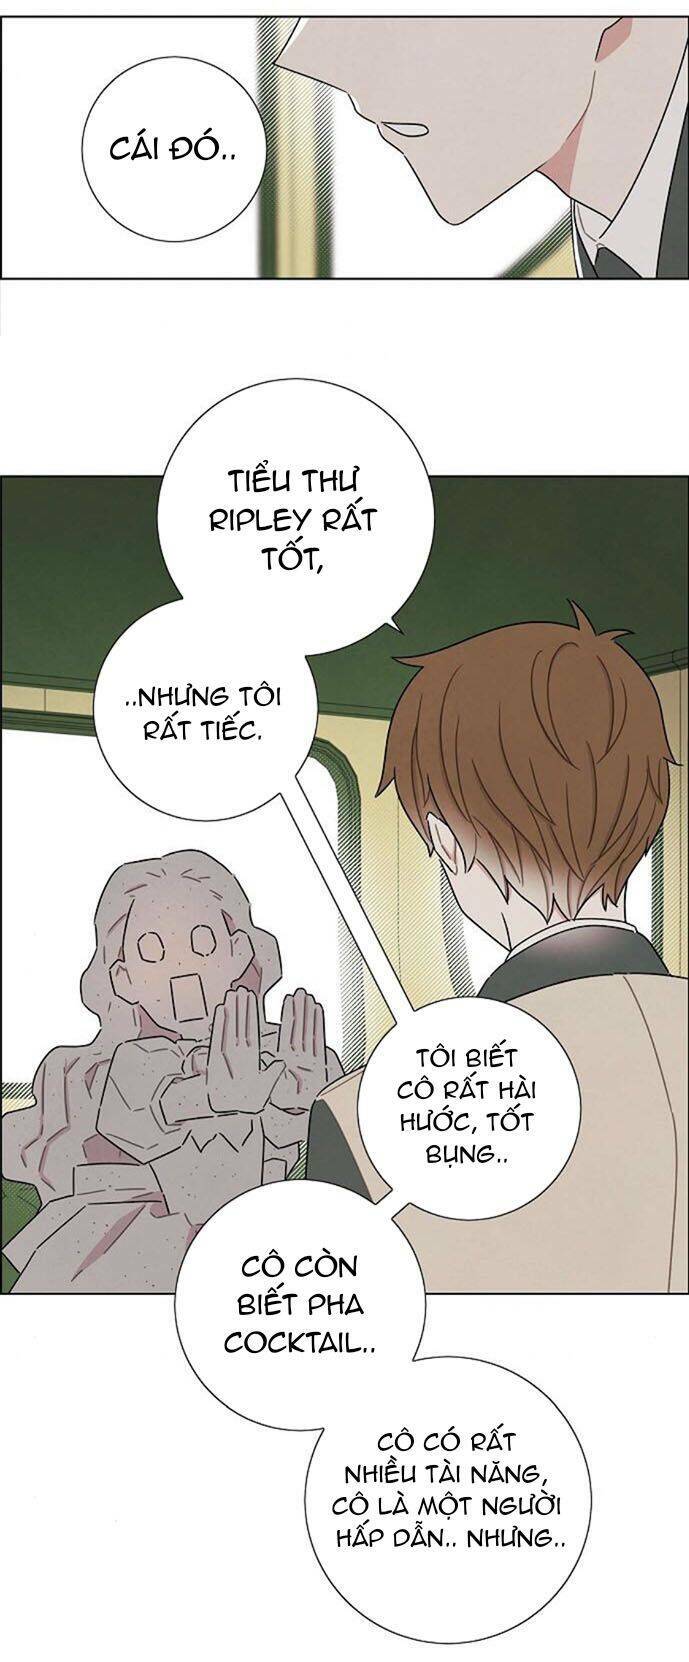 CÁI ĐÓ..
TIỂU THƯ
RIPLEY RẤT
TỐT,
..NHƯNG TÔI
RẤT TIẾC.
TÔI BIẾT
CÔ RẤT HÀI
HƯỚC, TỐT
BỤNG..
CÔ CÒN
BIẾT PHA
COCKTAIL..
CÔ CÓ RẤT
NHIỀU TÀI NĂNG,
CÔ LÀ MỘT NGƯỜI
HẤP DẪN.. NHƯNG..